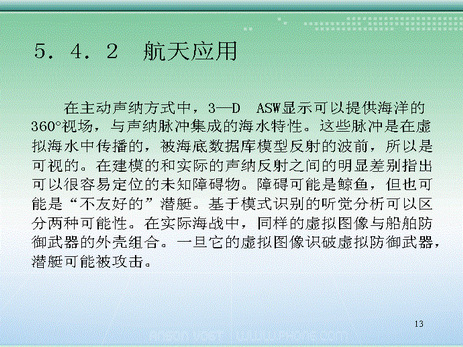 5．4．2　航天应用
在主动声纳方式中，3—D　ASW显示可以提供海洋的
360°视场，与声纳脉冲集成的海水特性。这些脉冲是在虚
拟海水中传播的，被海底数据库模型反射的波前，所以是
可视的。在建模的和实际的声纳反射之间的明显差别指出
可以很容易定位的未知障碍物。障碍可能是鲸鱼，但也可
能是“不友好的”潜艇。基于模式识别的听觉分析可以区
分两种可能性。在实际海战中，同样的虚拟图像与船舶防
御武器的外壳组合。一旦它的虚拟图像识破虚拟防御武器，
潜艇可能被攻击。
13